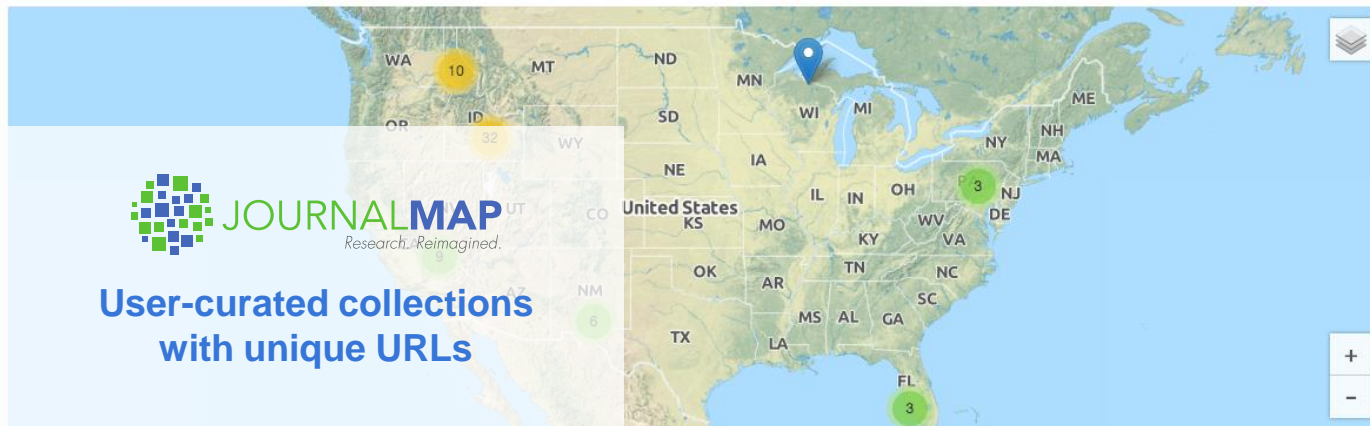 WA
10
MT
ND
MN
ME
OR
ID
32
SD
WI
MI
NY
NH
MA
WY
NE
IA
IL
IN
OH
3
NJ
DE
JOURNALMAP
Research. Reimagined.
UT
CO
United States
KS
MO
KY
WV
VA
9
OK
AR
TN
NC
AZ
NM
SC
6
MS
AL
GA
TX
LA
FL
3
User-curated collections
with unique URLs
+
-